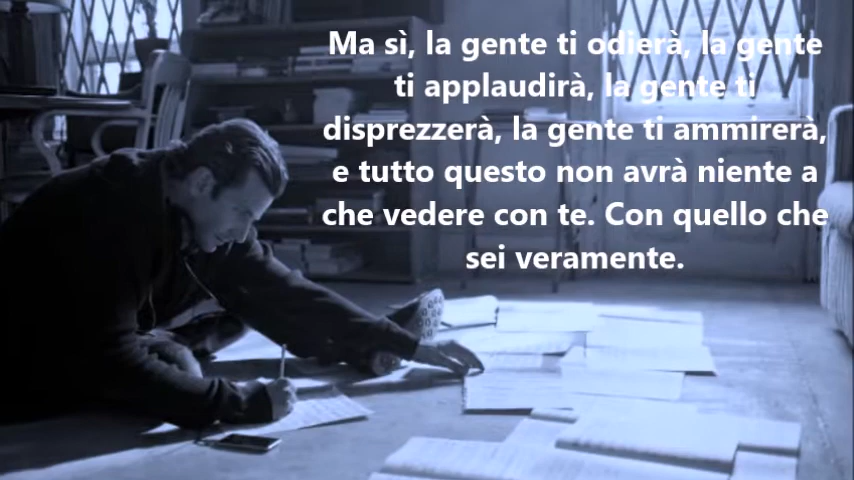 Ma sì, la gente ti odierà, la gente
ti applaudirà, la gente ti
disprezzerà, la gente ti ammirerà,
e tutto questo non avrà niente a
che vedere con te. Con quello che
sei veramente.